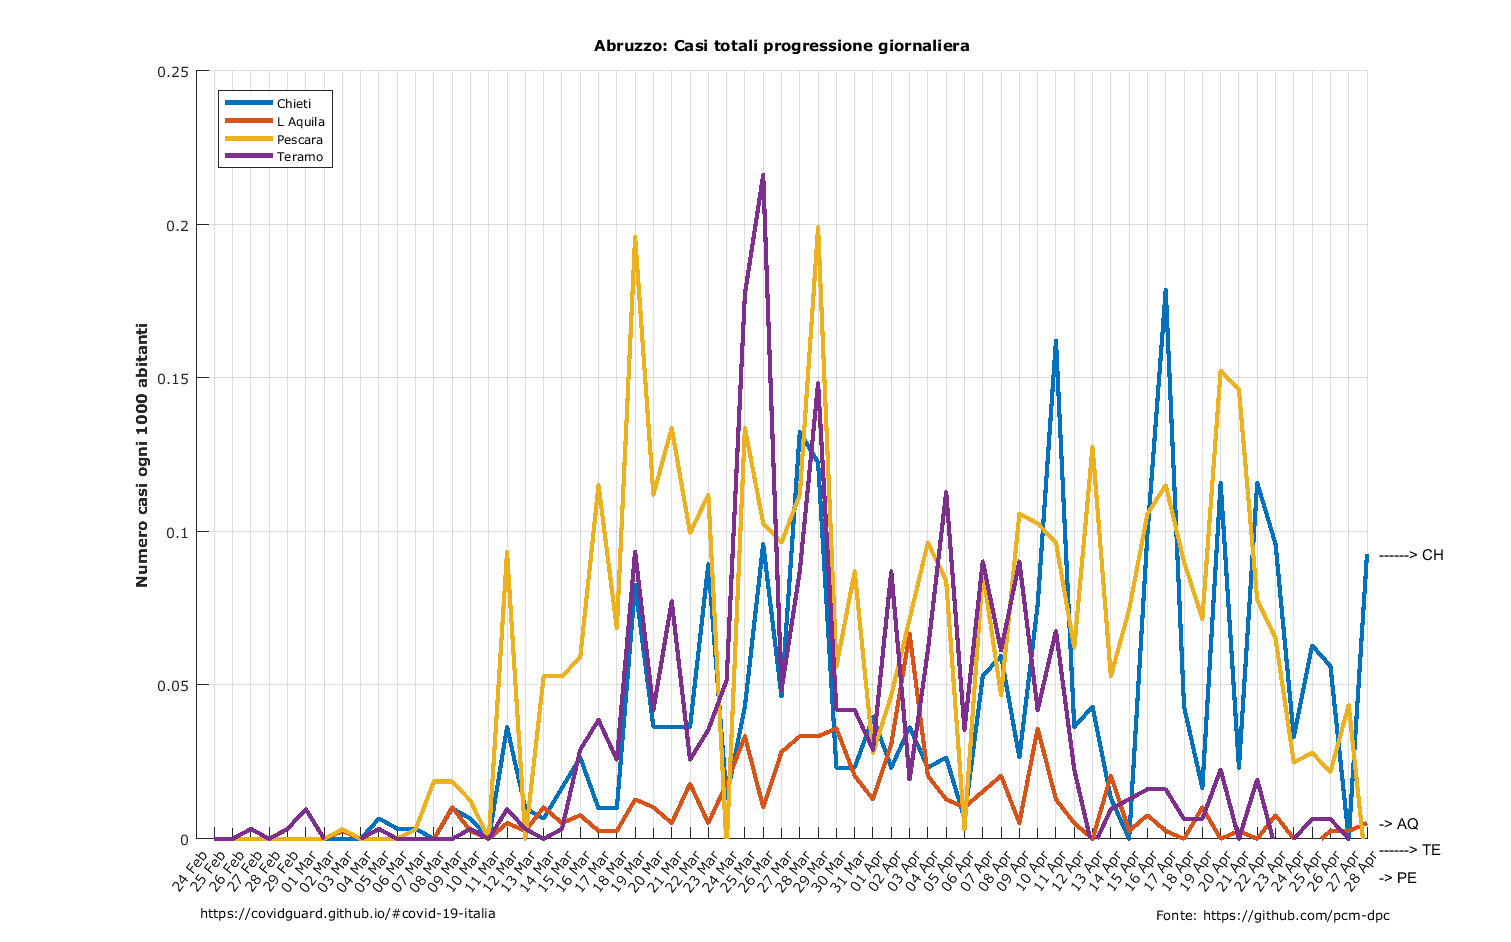 Abruzzo: Casi totali progressione giornaliera
Numero casi ogni 1000 abitanti
0.25
0.2
0.15
0.1
0.05
0
Chieti
L Aquila
Pescara
Teramo
------> CH
-> AQ
------> TE
-> PE
24 Feb
25 Feb
26 Feb
27 Feb
28 Feb
29 Feb
01 Mar
02 Mar
03 Mar
04 Mar
05 Mar
06 Mar
07 Mar
08 Mar
09 Mar
10 Mar
11 Mar
12 Mar
13 Mar
14 Mar
15 Mar
16 Mar
17 Mar
18 Mar
19 Mar
20 Mar
21 Mar
22 Mar
23 Mar
24 Mar
25 Mar
26 Mar
27 Mar
28 Mar
29 Mar
30 Mar
31 Mar
01 Apr
02 Apr
03 Apr
04 Apr
05 Apr
06 Apr
07 Apr
08 Apr
09 Apr
10 Apr
11 Apr
12 Apr
13 Apr
14 Apr
15 Apr
16 Apr
17 Apr
18 Apr
19 Apr
20 Apr
21 Apr
22 Apr
23 Apr
24 Apr
25 Apr
26 Apr
27 Apr
28 Apr
https://covidguard.github.io/#covid-19-italia
Fonte: https://github.com/pcm-dpc